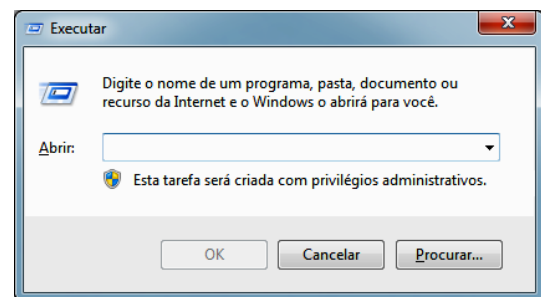 Executar
Digite o nome de um programa, pasta, documento ou
recurso da Internet e o Windows o abrirá para você.
Abrir:
Esta tarefa será criada com privilégios administrativos.
OK
Cancelar
Procurar...